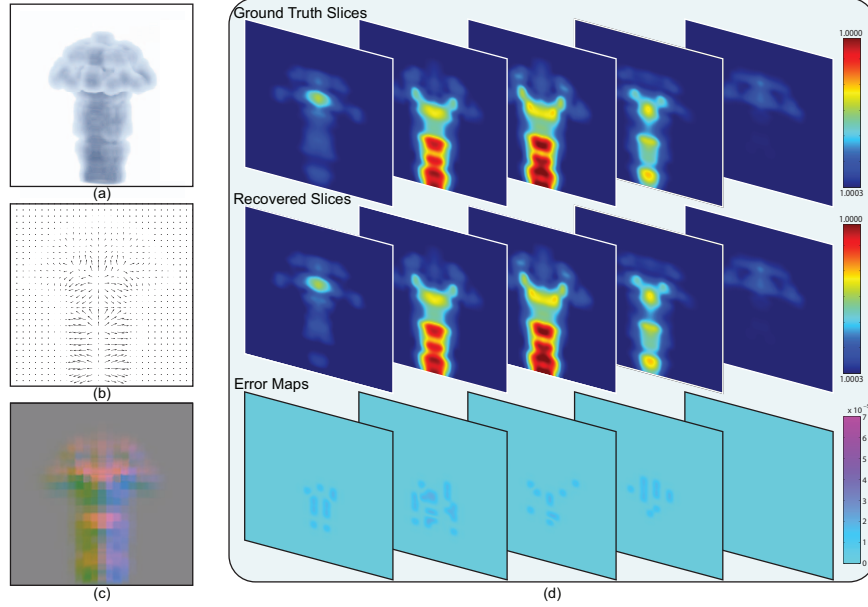 Ground Truth Slices
1.0000
1.0003
(a)
Recovered Slices
1.0000
1.0003
(b)
Error Maps
x 10
7
6
5
4
3
2
1
0
(c)
(d)